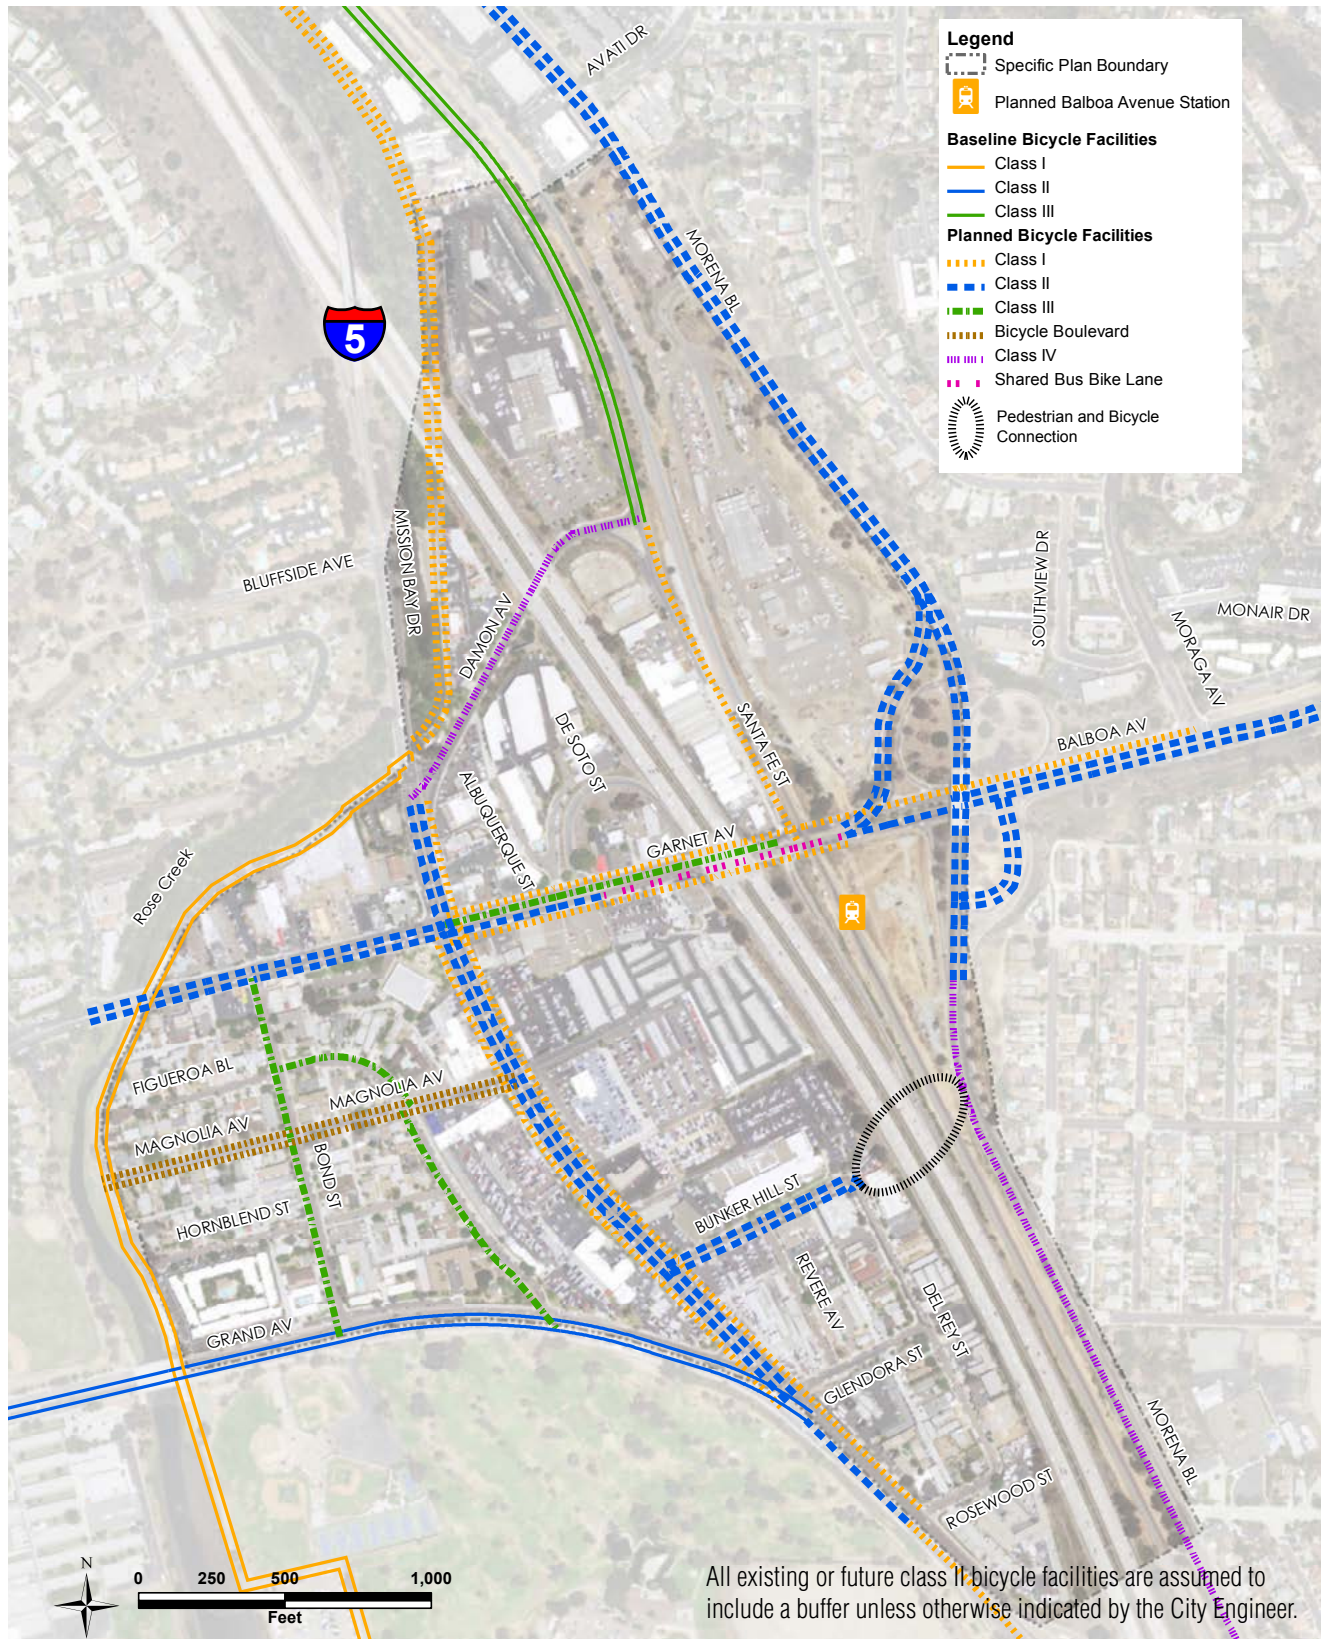 Legend
Specific Plan Boundary
Planned Balboa Avenue Station
Baseline Bicycle Facilities
Class I
Class II
Class III
Planned Bicycle Facilities
Class I
Class II
Class III
Bicycle Boulevard
Class IV
Shared Bus Bike Lane
Pedestrian and Bicycle
Connection
AVATI DR
MORENA BL
5
MISSION BAY DR
BLUFFSIDE AVE
DAMON AV
SOUTHVIEW DR
MONAIR DR
MORAGA AV
BALBOA AV
DE SOTO ST
SANTA FE ST
ALBUQUERQUE ST
GARNET AV
Rose Creek
FIGUEROA BL
MAGNOLIA AV
MAGNOLIA AV
BOND ST
HORNBLEND ST
BUNKER HILL ST
REVERE AV
DEL REY ST
GRAND AV
GLENDORA ST
MORENA BL
ROSEWOOD ST
N
0 250 500 1,000
Feet
All existing or future class II bicycle facilities are assumed to
include a buffer unless otherwise indicated by the City Engineer.